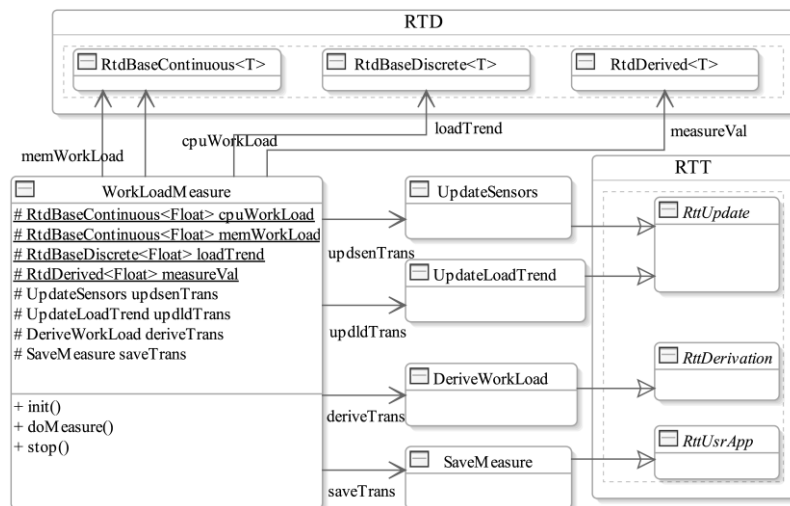 RTD
RtdBaseContinuous<T>
RtdBaseDiscrete<T>
RtdDerived<T>
memWorkLoad
cpuWorkLoad
loadTrend
measureVal
RTT
WorkLoadMeasure
# RtdBaseContinuous<Float> cpuWorkLoad
# RtdBaseContinuous<Float> memWorkLoad
# RtdBaseDiscrete<Float> loadTrend
# RtdDerived<Float> measureVal
# UpdateSensors updsenTrans
# UpdateLoadTrend updldTrans
# DeriveWorkLoad deriveTrans
# SaveMeasure saveTrans
+ init()
+ doMeasure()
+ stop()
UpdateSensors
updsenTrans
UpdateLoadTrend
updldTrans
DeriveWorkLoad
deriveTrans
SaveMeasure
saveTrans
RttUpdate
RttDerivation
RttUsrApp